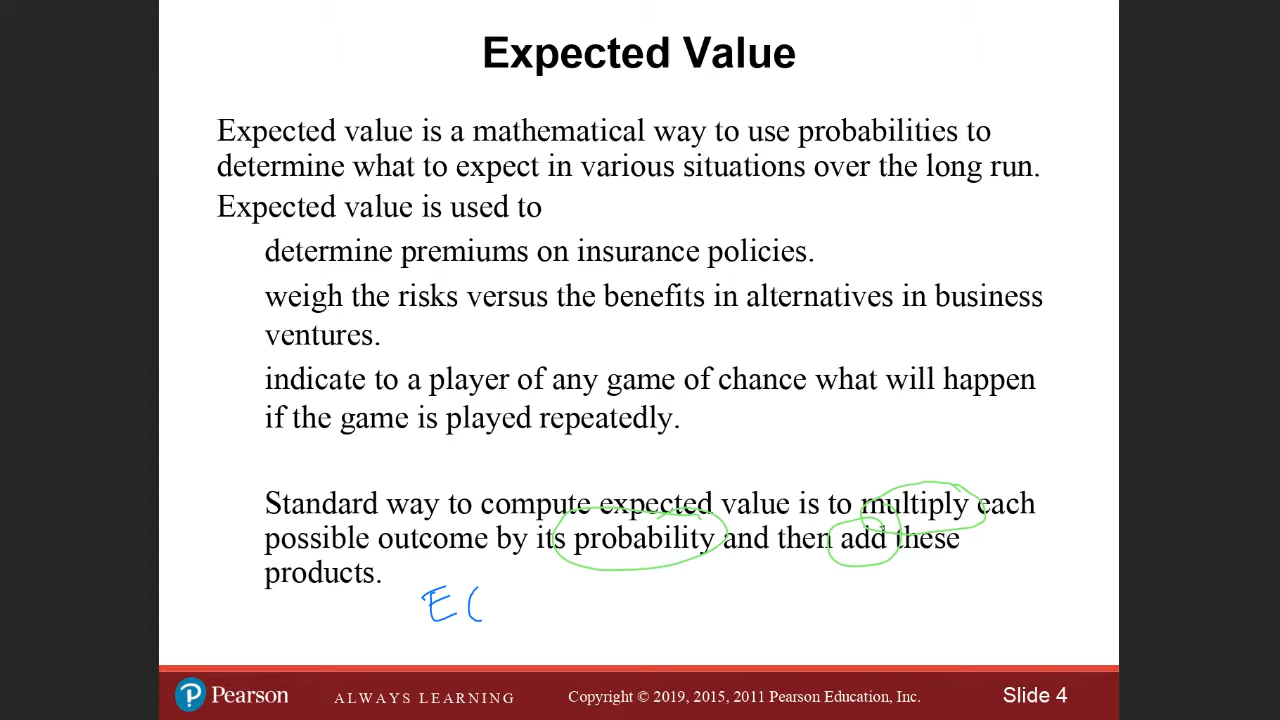 Expected Value
Expected value is a mathematical way to use probabilities to
determine what to expect in various situations over the long run.
Expected value is used to
determine premiums on insurance policies.
weigh the risks versus the benefits in alternatives in business
ventures.
indicate to a player of any game of chance what will happen
if the game is played repeatedly.
Standard way to compute expected value is to multiply each
possible outcome by its probability and then add these
products.
E(
Pearson
ALWAYS LEARNING
Copyright © 2019, 2015, 2011 Pearson Education, Inc.
Slide 4